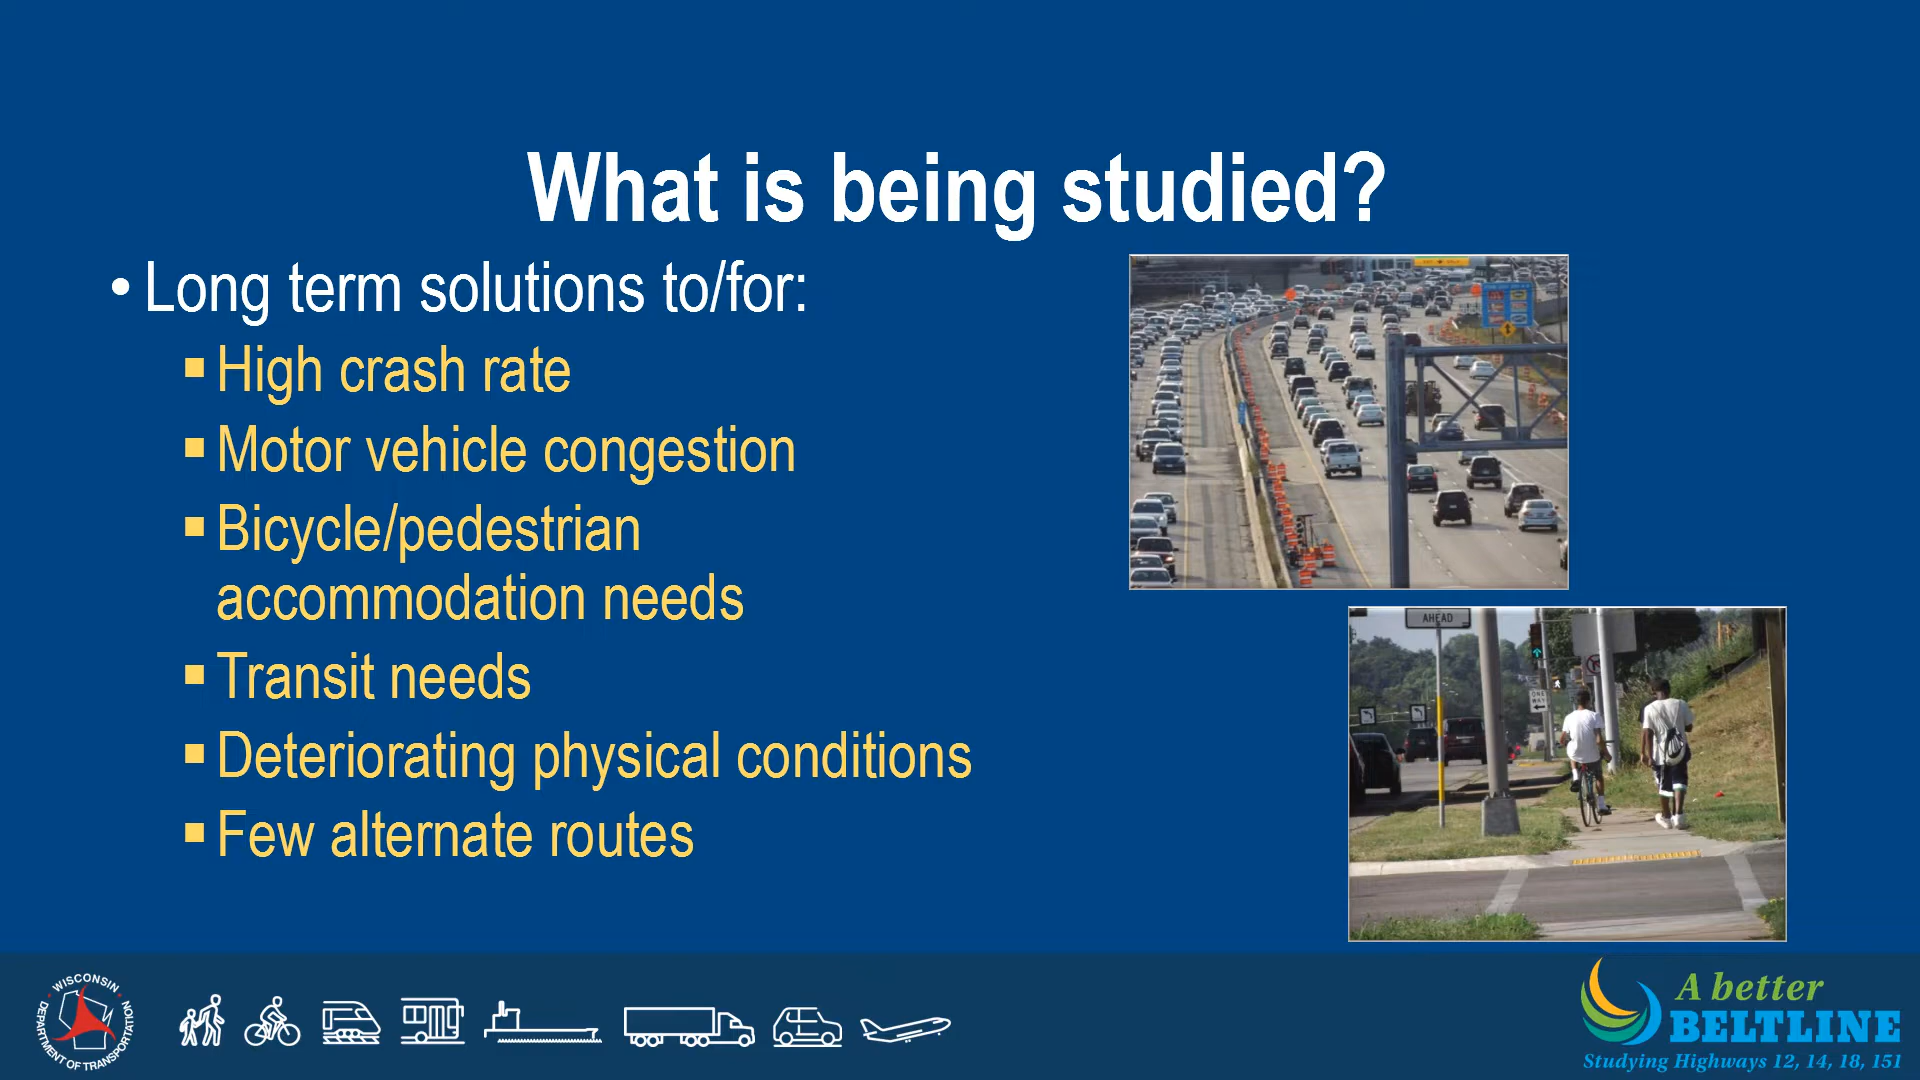 What is being studied?
• Long term solutions to/for:
▪ High crash rate
▪ Motor vehicle congestion
▪ Bicycle/pedestrian
accommodation needs
▪ Transit needs
▪ Deteriorating physical conditions
▪ Few alternate routes
AHEAD
ONE
WAY
WISCONSIN
DEPARTMENT OF TRANSPORTATION
A better
BELTLINE
Studying Highways 12, 14, 18, 151